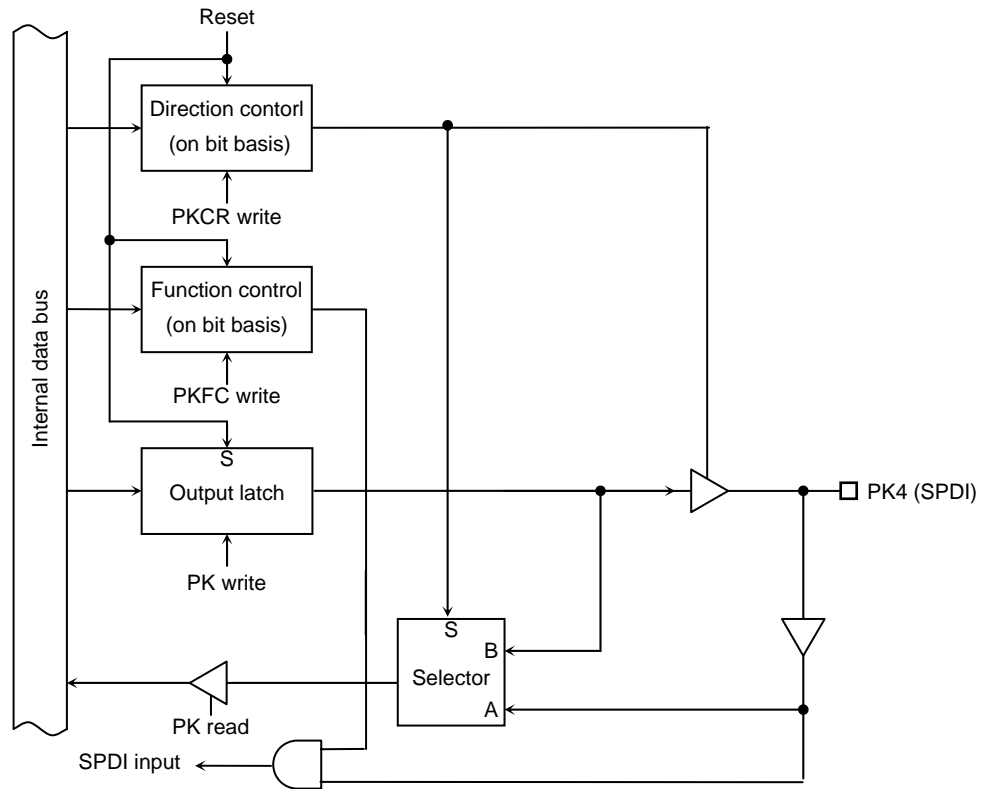 Reset
Direction contorl
(on bit basis)
PKCR write
Function control
(on bit basis)
PKFC write
Internal data bus
S
Output latch
PK4 (SPDI)
PK write
S
B
Selector
A
PK read
SPDI input